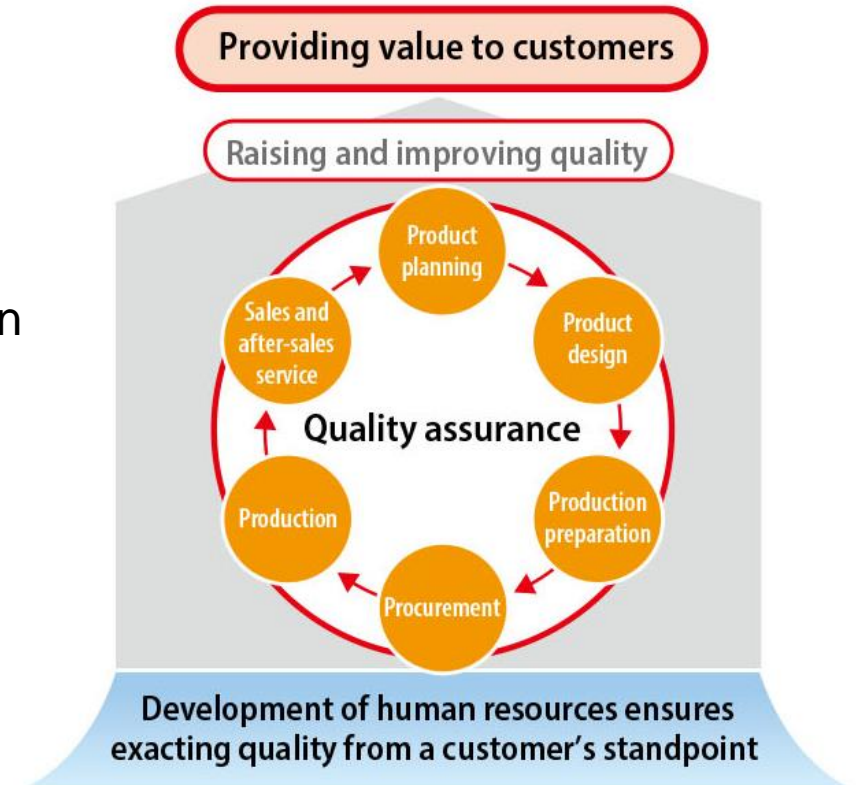 Providing value to customers
Raising and improving quality
Product
planning
Product
design
Production
preparation
Procurement
Production
Sales and
after-sales
service
Quality assurance
n
Development of human resources ensures
exacting quality from a customer’s standpoint